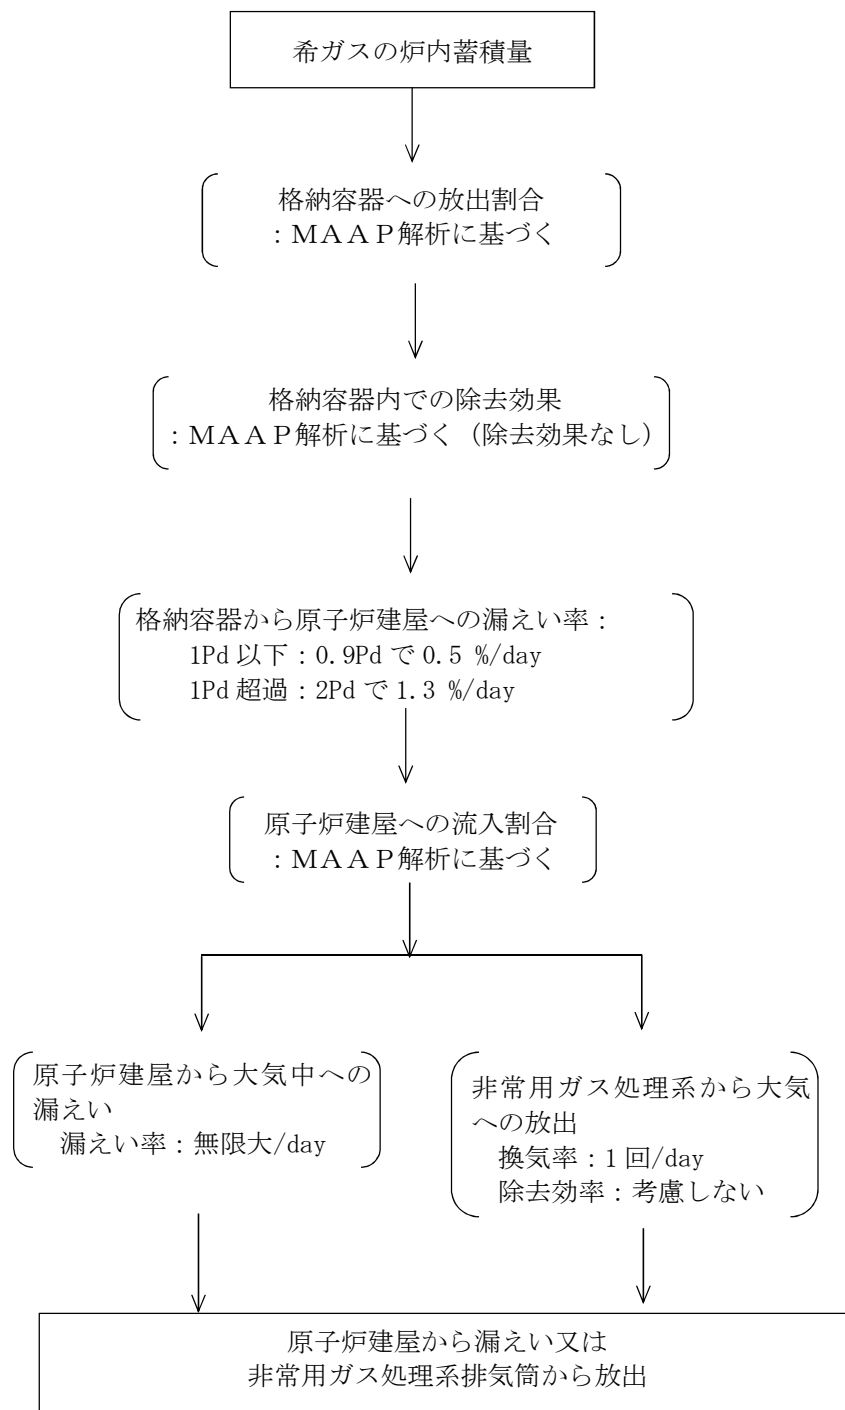 希ガスの炉内蓄積量
格納容器への放出割合
：ＭＡＡＰ解析に基づく
格納容器内での除去効果
：ＭＡＡＰ解析に基づく（除去効果なし）
格納容器から原子炉建屋への漏えい率：
1Pd 以下：0.9Pd で 0.5 %/day
1Pd 超過：2Pd で 1.3 %/day
原子炉建屋への流入割合
：ＭＡＡＰ解析に基づく
原子炉建屋から大気中への
漏えい
漏えい率：無限大/day
非常用ガス処理系から大気
への放出
換気率：1 回/day
除去効率：考慮しない
原子炉建屋から漏えい又は
非常用ガス処理系排気筒から放出